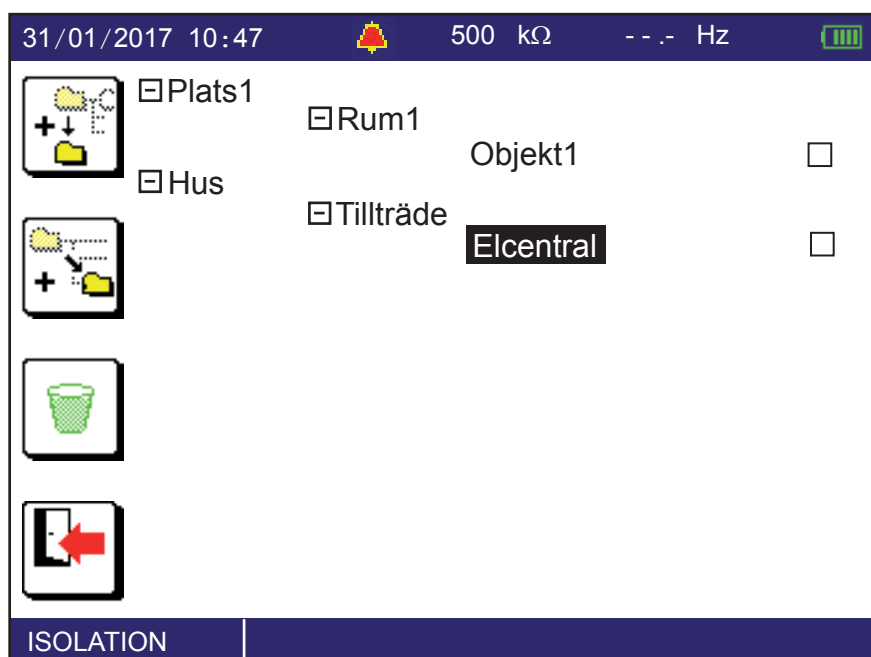 31/01/2017 10:47 500 kΩ - - .- Hz
Plats1
Rum1
Objekt1
Hus
Tillträde
Elcentral
ISOLATION